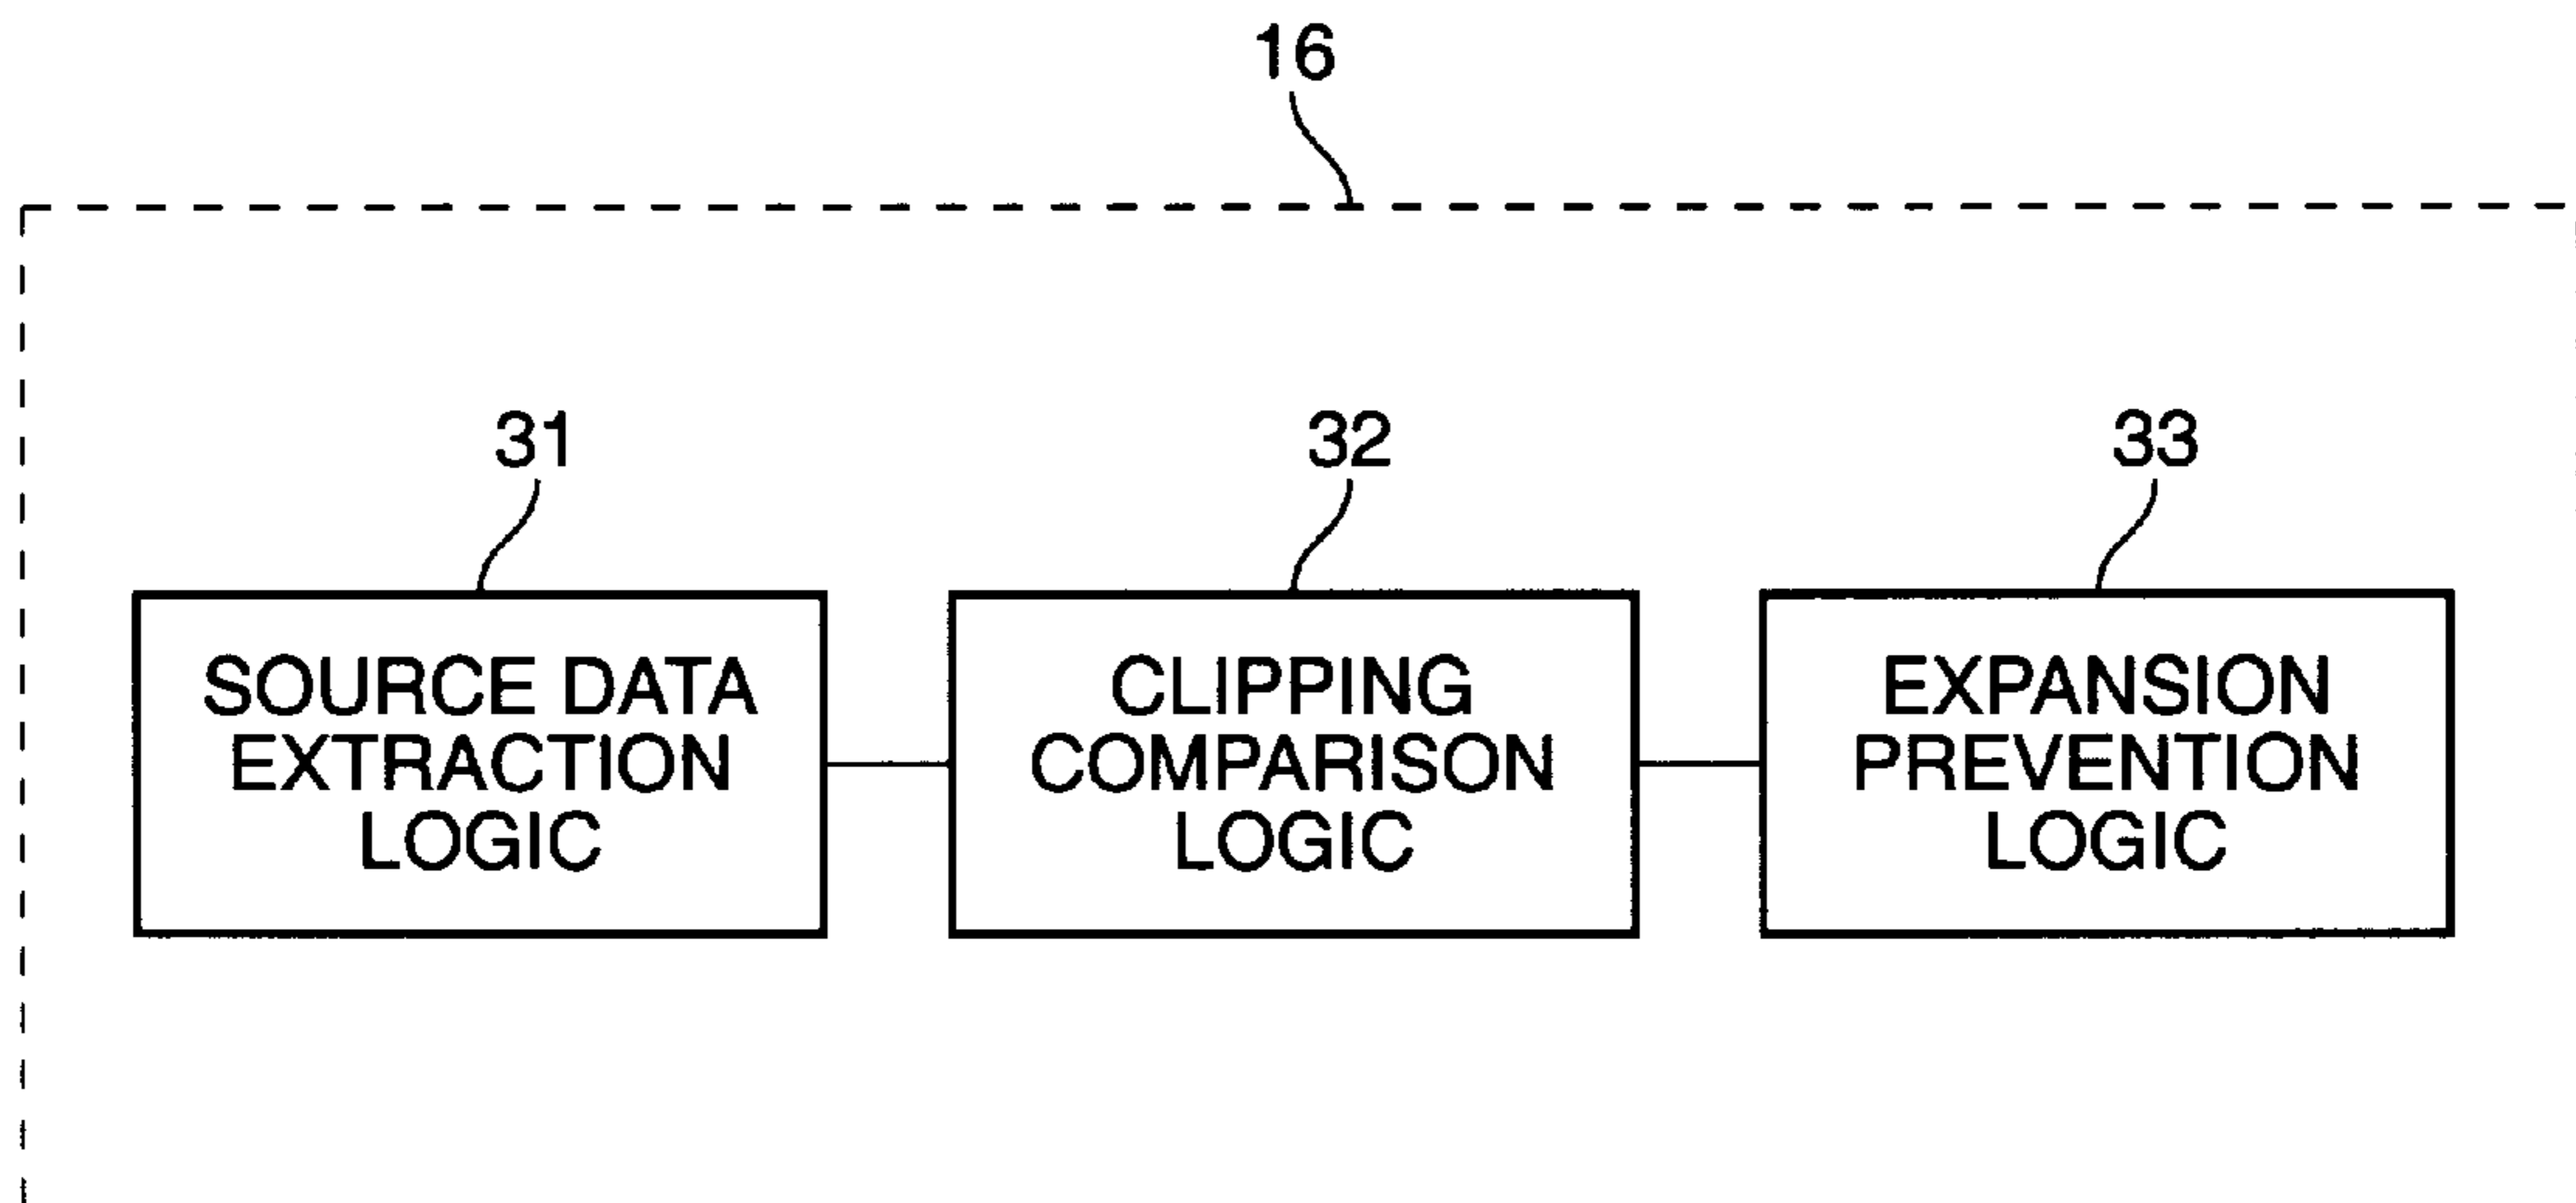 16
31
32
33
SOURCE DATA
EXTRACTION
LOGIC
CLIPPING
COMPARISON
LOGIC
EXPANSION
PREVENTION
LOGIC